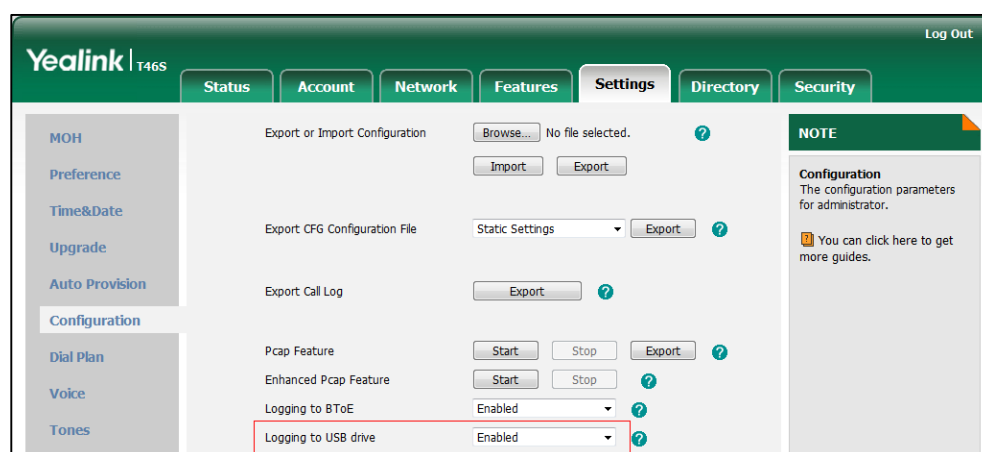 Log Out
Yealink T46S
Status Account Network Features Settings Directory Security
MOH
Preference
Time&Date
Upgrade
Auto Provision
Configuration
Dial Plan
Voice
Tones
Export or Import Configuration Browse... No file selected. ?
Import Export
Export CFG Configuration File Static Settings Export ?
Export Call Log Export ?
Pcap Feature Start Stop Export ?
Enhanced Pcap Feature Start Stop ?
Logging to BToE Enabled ?
Logging to USB drive Enabled ?
NOTE
Configuration
The configuration parameters
for administrator.
? You can click here to get
more guides.